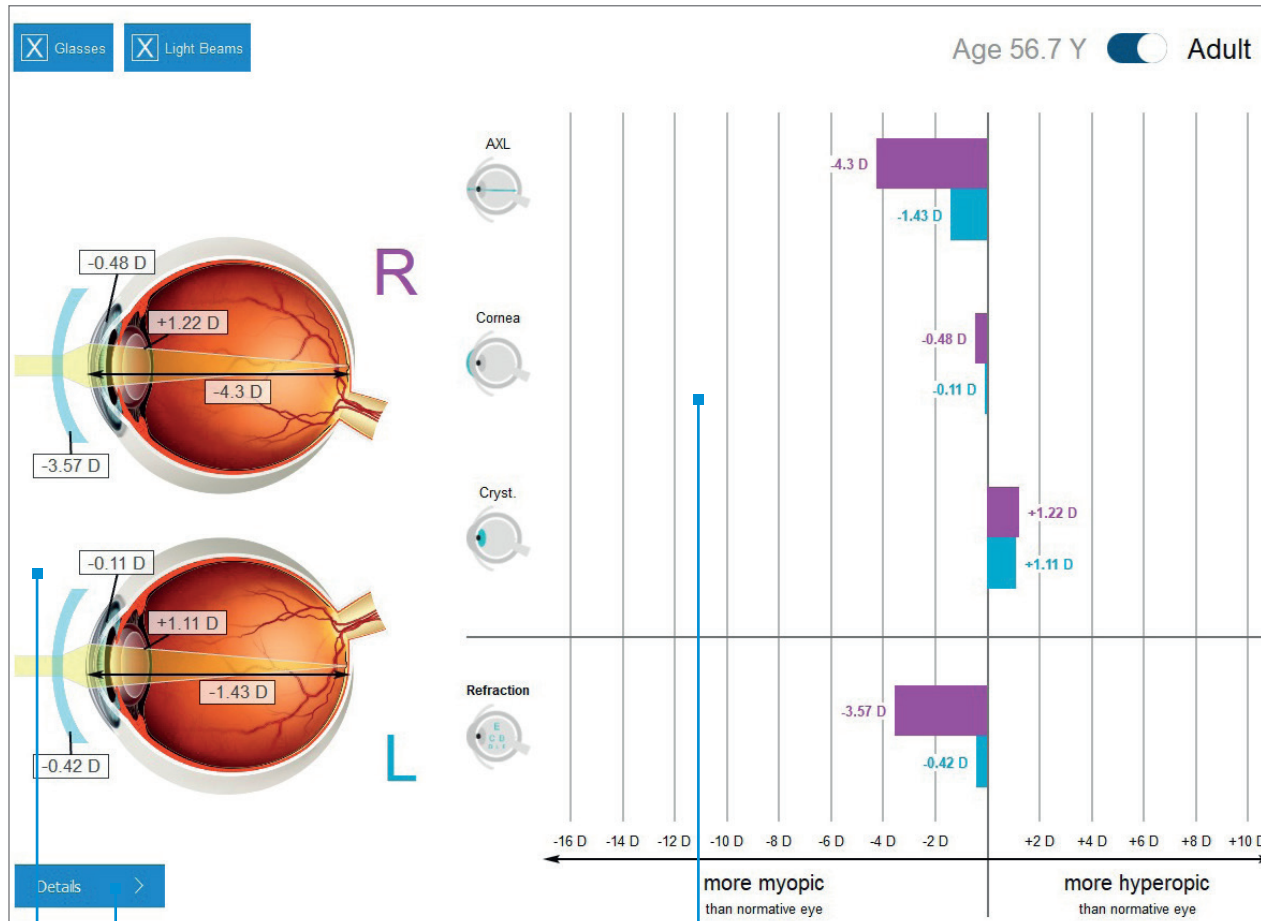 X Glasses
X Light Beams
Age 56.7 Y Adult
R
-0.48 D
+1.22 D
-4.3 D
-3.57 D
L
-0.11 D
+1.11 D
-1.43 D
-0.42 D
Details >
AXL
-4.3 D
-1.43 D
Cornea
-0.48 D
-0.11 D
Cryst.
+1.22 D
+1.11 D
Refraction
E
C D
-3.57 D
-0.42 D
-16 D -14 D -12 D -10 D -8 D -6 D -4 D -2 D +2 D +4 D +6 D +8 D +10 D
more myopic
than normative eye
more hyperopic
than normative eye